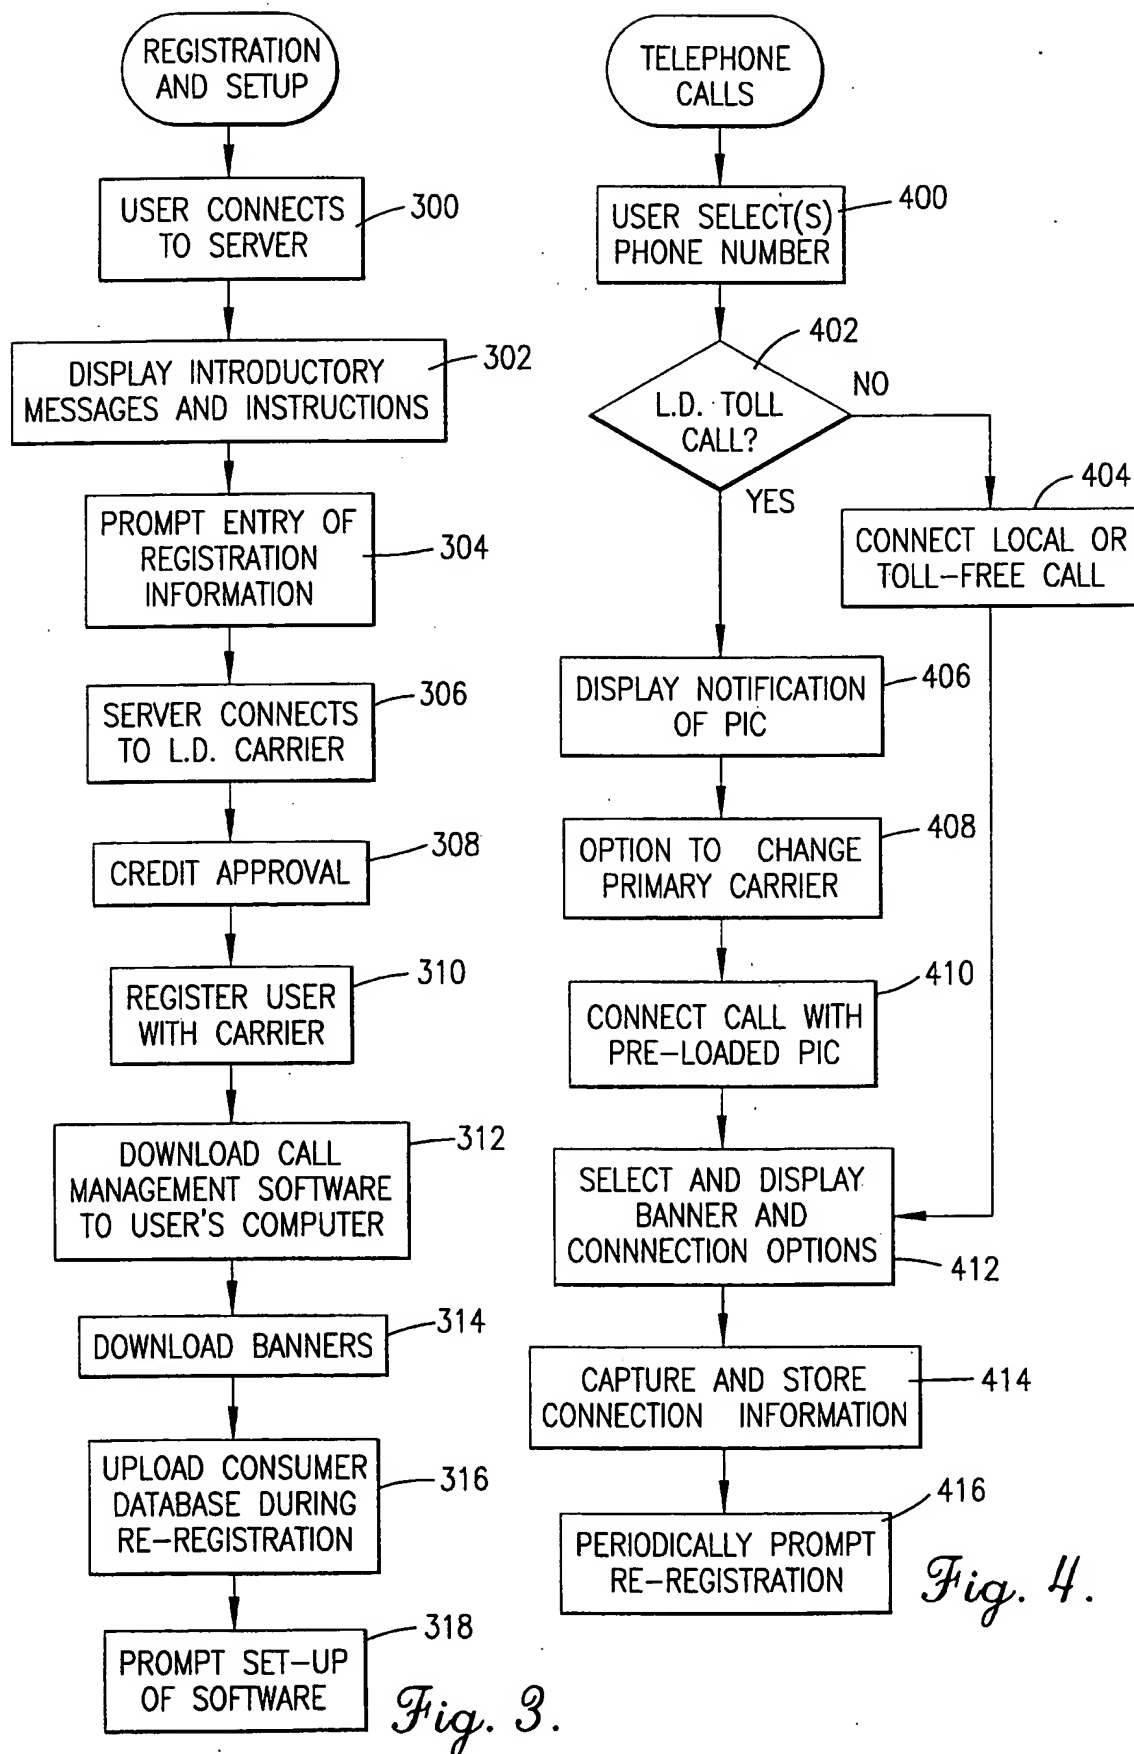 REGISTRATION
AND SETUP
USER CONNECTS
TO SERVER
300
DISPLAY INTRODUCTORY
MESSAGES AND INSTRUCTIONS
302
PROMPT ENTRY OF
REGISTRATION
INFORMATION
304
SERVER CONNECTS
TO L.D. CARRIER
306
CREDIT APPROVAL
308
REGISTER USER
WITH CARRIER
310
DOWNLOAD CALL
MANAGEMENT SOFTWARE
TO USER'S COMPUTER
312
DOWNLOAD BANNERS
314
UPLOAD CONSUMER
DATABASE DURING
RE-REGISTRATION
316
PROMPT SET-UP
OF SOFTWARE
318
Fig. 3.
TELEPHONE
CALLS
USER SELECT(S)
PHONE NUMBER
400
L.D. TOLL
CALL?
402
NO
YES
CONNECT LOCAL OR
TOLL-FREE CALL
404
DISPLAY NOTIFICATION
OF PIC
406
OPTION TO CHANGE
PRIMARY CARRIER
408
CONNECT CALL WITH
PRE-LOADED PIC
410
SELECT AND DISPLAY
BANNER AND
CONNNECTION OPTIONS
412
CAPTURE AND STORE
CONNECTION INFORMATION
414
PERIODICALLY PROMPT
RE-REGISTRATION
416
Fig. 4.